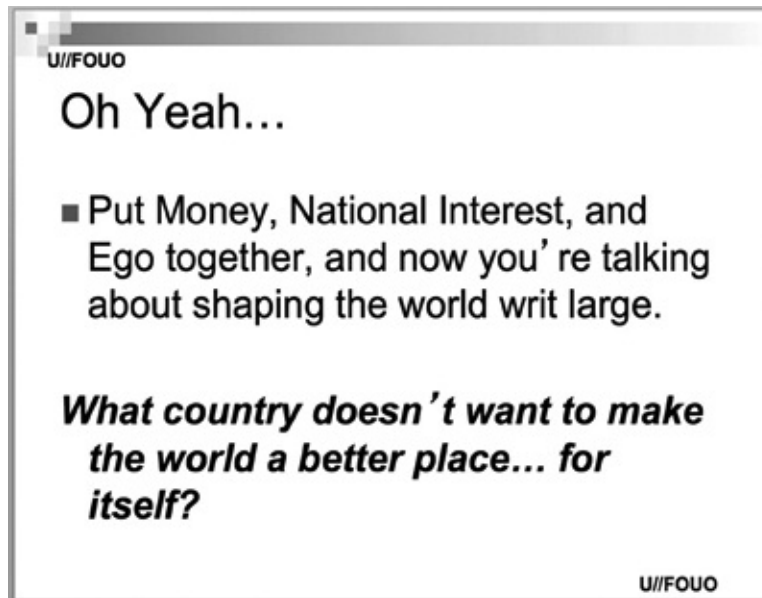 U//FOUO
Oh Yeah…
■ Put Money, National Interest, and
Ego together, and now you’ re talking
about shaping the world writ large.
What country doesn’t want to make
the world a better place… for
itself?
U//FOUO